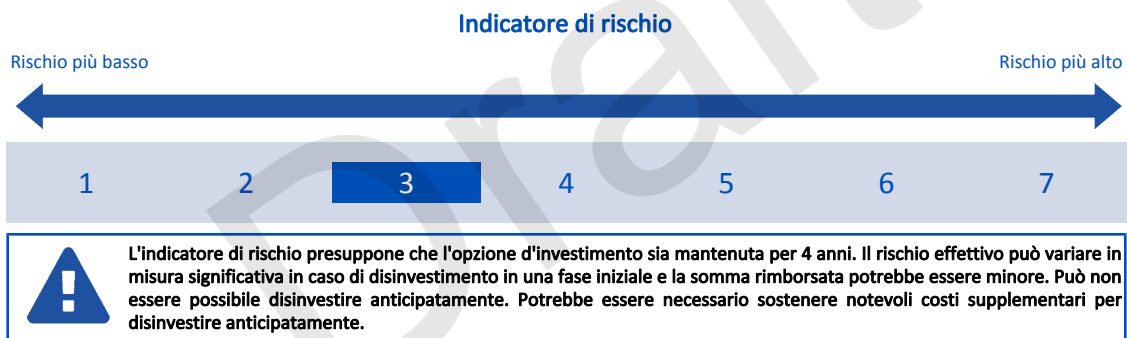 Indicatore di rischio
Rischio più basso Rischio più alto
1 2 3 4 5 6 7
L'indicatore di rischio presuppone che l'opzione d'nvestimento sia mantenuta per 4 anni. Il rischio effettivo può variare in
misura significativa in caso di disinvestimento in una fase iniziale e la somma rimborsata potrebbe essere minore. Può non
essere possibile disinvestire anticipatamente. Potrebbe essere necessario sostenere notevoli costi supplementari per
disinvestire anticipatamente.
Draft